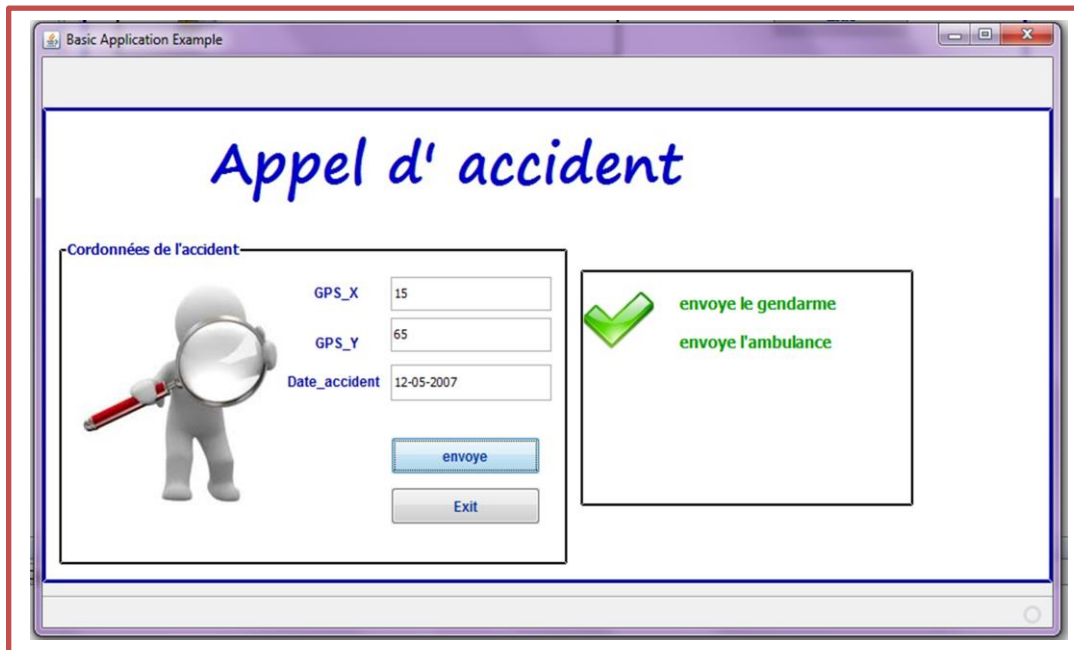 Basic Application Example
Appel d' accident
Cordonnées de l'accident
GPS_X 15
GPS_Y 65
Date_accident 12-05-2007
envoye
Exit
envoye le gendarme
envoye l'ambulance